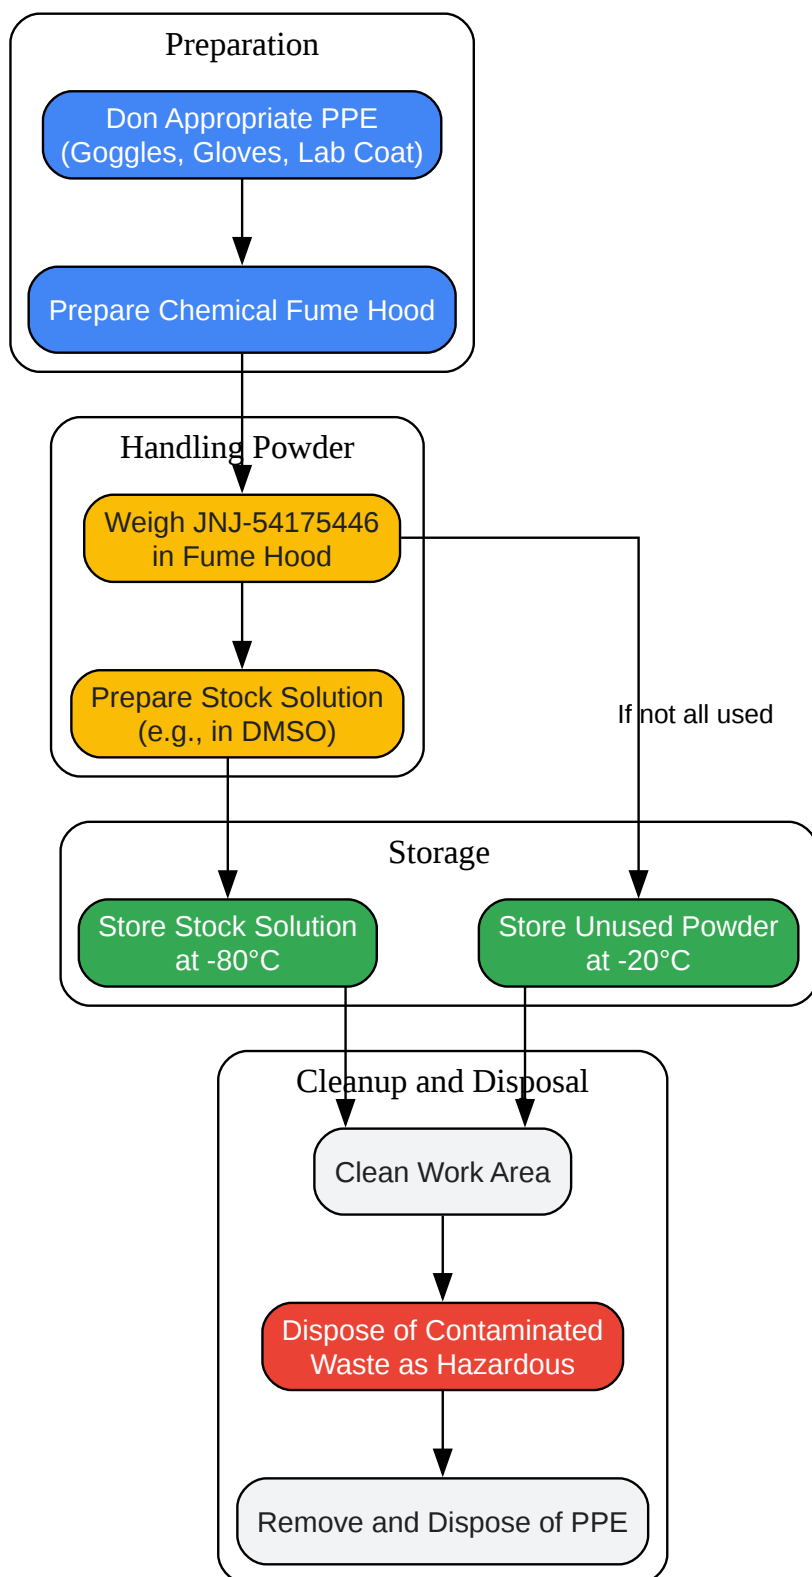 Preparation
Don Appropriate PPE
(Goggles, Gloves, Lab Coat)
Prepare Chemical Fume Hood
Handling Powder
Weigh JNJ-54175446
in Fume Hood
Prepare Stock Solution
(e.g., in DMSO)
If not all used
Storage
Store Stock Solution
at -80°C
Store Unused Powder
at -20°C
Cleanup and Disposal
Clean Work Area
Dispose of Contaminated
Waste as Hazardous
Remove and Dispose of PPE